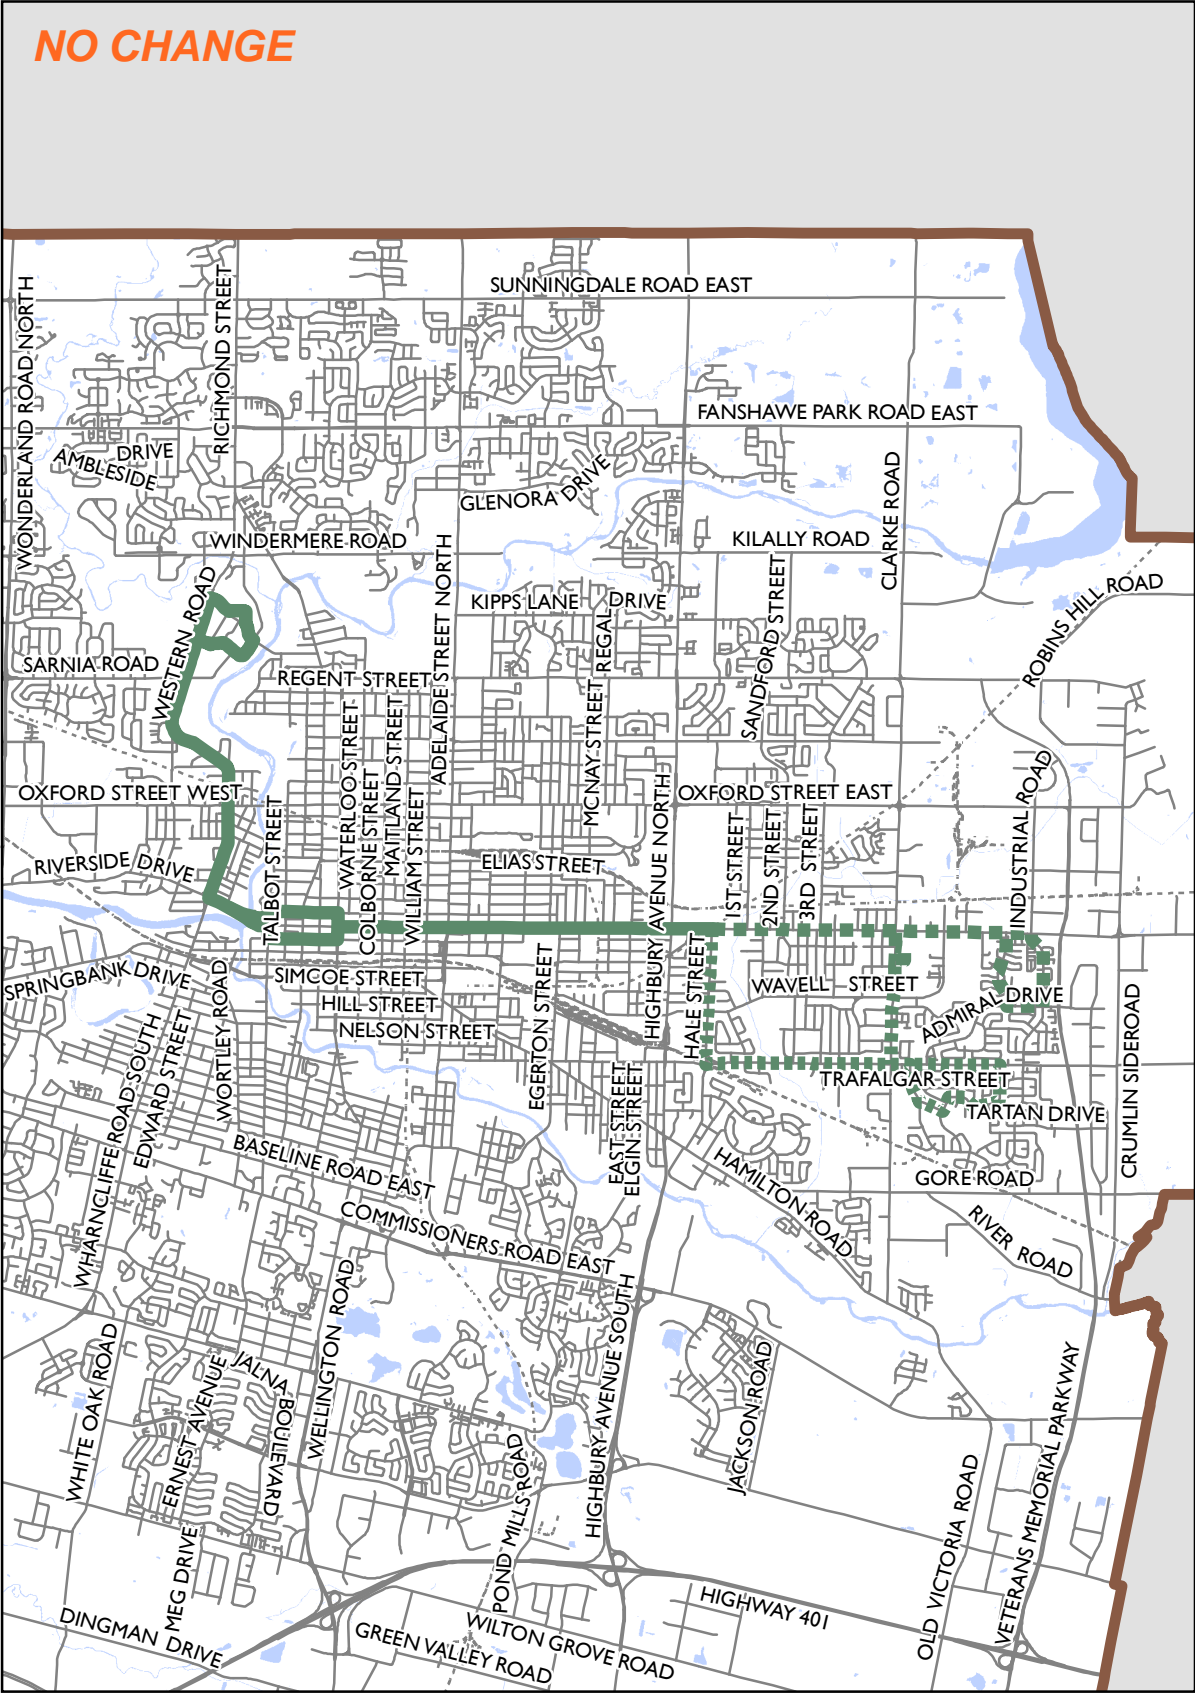 NO CHANGE
SUNNINGDALE ROAD EAST
WONDERLAND ROAD NORTH
RICHMOND STREET
FANSHAWE PARK ROAD EAST
AMBLESIDE
DRIVE
GLENORA DRIVE
CLARKE ROAD
WINDERMERE ROAD
KILALLY ROAD
ADELAIDE STREET NORTH
KIPPS LANE
REGAL DRIVE
SANDFORD STREET
ROBINS HILL ROAD
WESTERN ROAD
SARNIA ROAD
REGENT STREET
MCNAY STREET
WATERLOO STREET
COLBORNE STREET
MAITLAND STREET
WILLIAM STREET
OXFORD STREET WEST
OXFORD STREET EAST
INDUSTRIAL ROAD
TALBOT STREET
HIGHBURY AVENUE NORTH
1ST STREET
2ND STREET
3RD STREET
RIVERSIDE DRIVE
ELIAS STREET
SPRINGBANK DRIVE
SIMCOE STREET
HILL STREET
NELSON STREET
EGERTON STREET
HALE STREET
WAVELL STREET
ADMIRAL DRIVE
CRUMLIN SIDEROAD
WORTLEY ROAD
EDWARD STREET
WHARNCLIFFE ROAD SOUTH
EAST STREET
ELGIN STREET
TRAFALGAR STREET
TARTAN DRIVE
BASELINE ROAD EAST
HAMILTON ROAD
GORE ROAD
COMMISSIONERS ROAD EAST
RIVER ROAD
WELLINGTON ROAD
HIGHBURY AVENUE SOUTH
WHITE OAK ROAD
JALNA BOULEVARD
ERNEST AVENUE
JACKSON ROAD
VETERANS MEMORIAL PARKWAY
POND MILLS ROAD
OLD VICTORIA ROAD
MEG DRIVE
HIGHWAY 401
DINGMAN DRIVE
WILTON GROVE ROAD
GREEN VALLEY ROAD